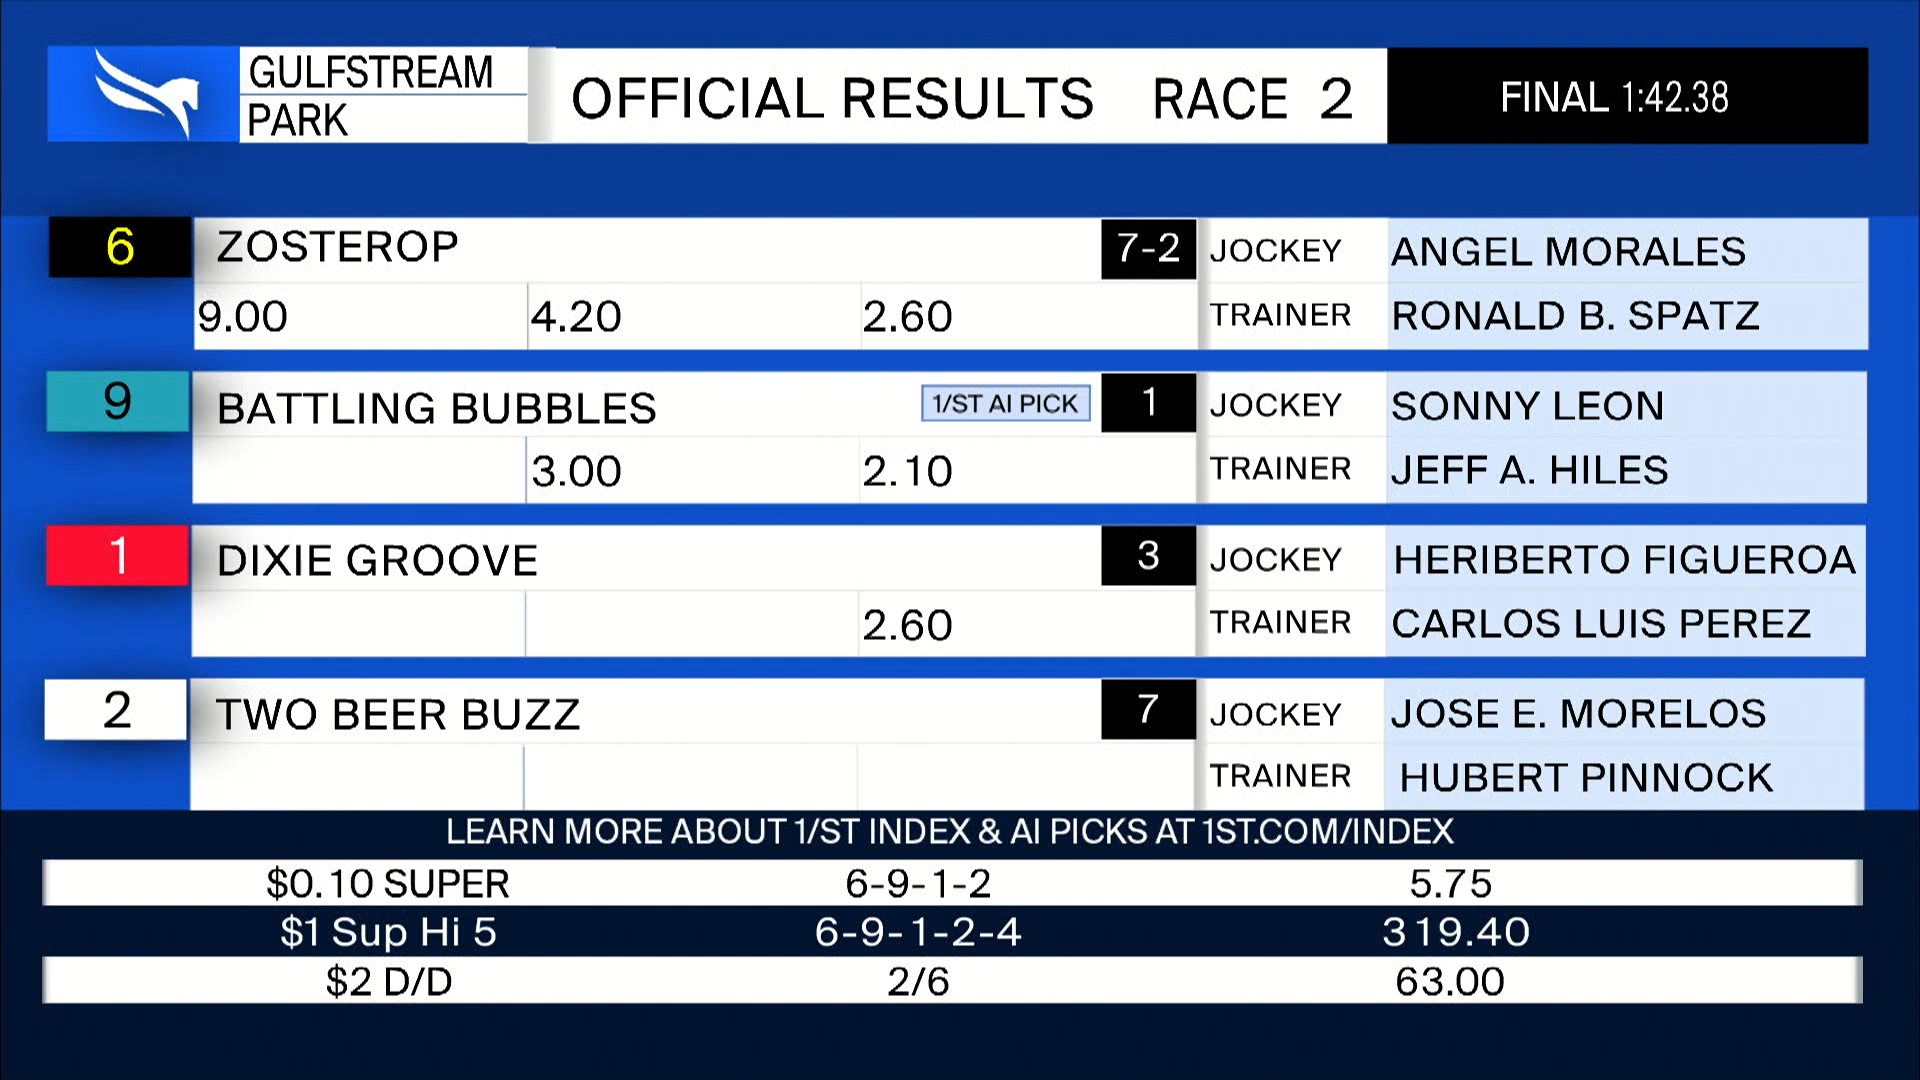 GULFSTREAM
PARK
OFFICIAL RESULTS RACE 2
FINAL 1:42.38
6 ZOSTEROP 7-2 JOCKEY ANGEL MORALES
9.00 4.20 2.60 TRAINER RONALD B. SPATZ
9 BATTLING BUBBLES 1/ST AI PICK 1 JOCKEY SONNY LEON
3.00 2.10 TRAINER JEFF A. HILES
1 DIXIE GROOVE 3 JOCKEY HERIBERTO FIGUEROA
2.60 TRAINER CARLOS LUIS PEREZ
2 TWO BEER BUZZ 7 JOCKEY JOSE E. MORELOS
TRAINER HUBERT PINNOCK
LEARN MORE ABOUT 1/ST INDEX & AI PICKS AT 1ST.COM/INDEX
$0.10 SUPER 6-9-1-2 5.75
$1 Sup Hi 5 6-9-1-2-4 319.40
$2 D/D 2/6 63.00